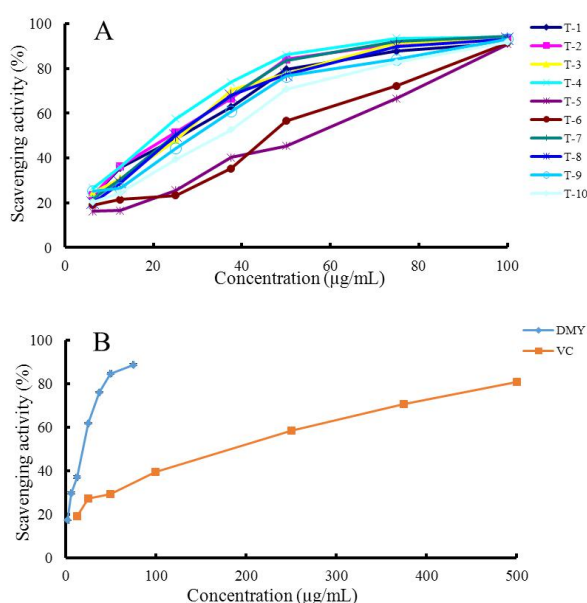 A
Scavenging activity (%)
100
80
60
40
20
0
0
20
40
60
80
100
Concentration (µg/mL)
T-1
T-2
T-3
T-4
T-5
T-6
T-7
T-8
T-9
T-10
B
Scavenging activity (%)
100
80
60
40
20
0
0
100
200
300
400
500
Concentration (µg/mL)
DMY
VC